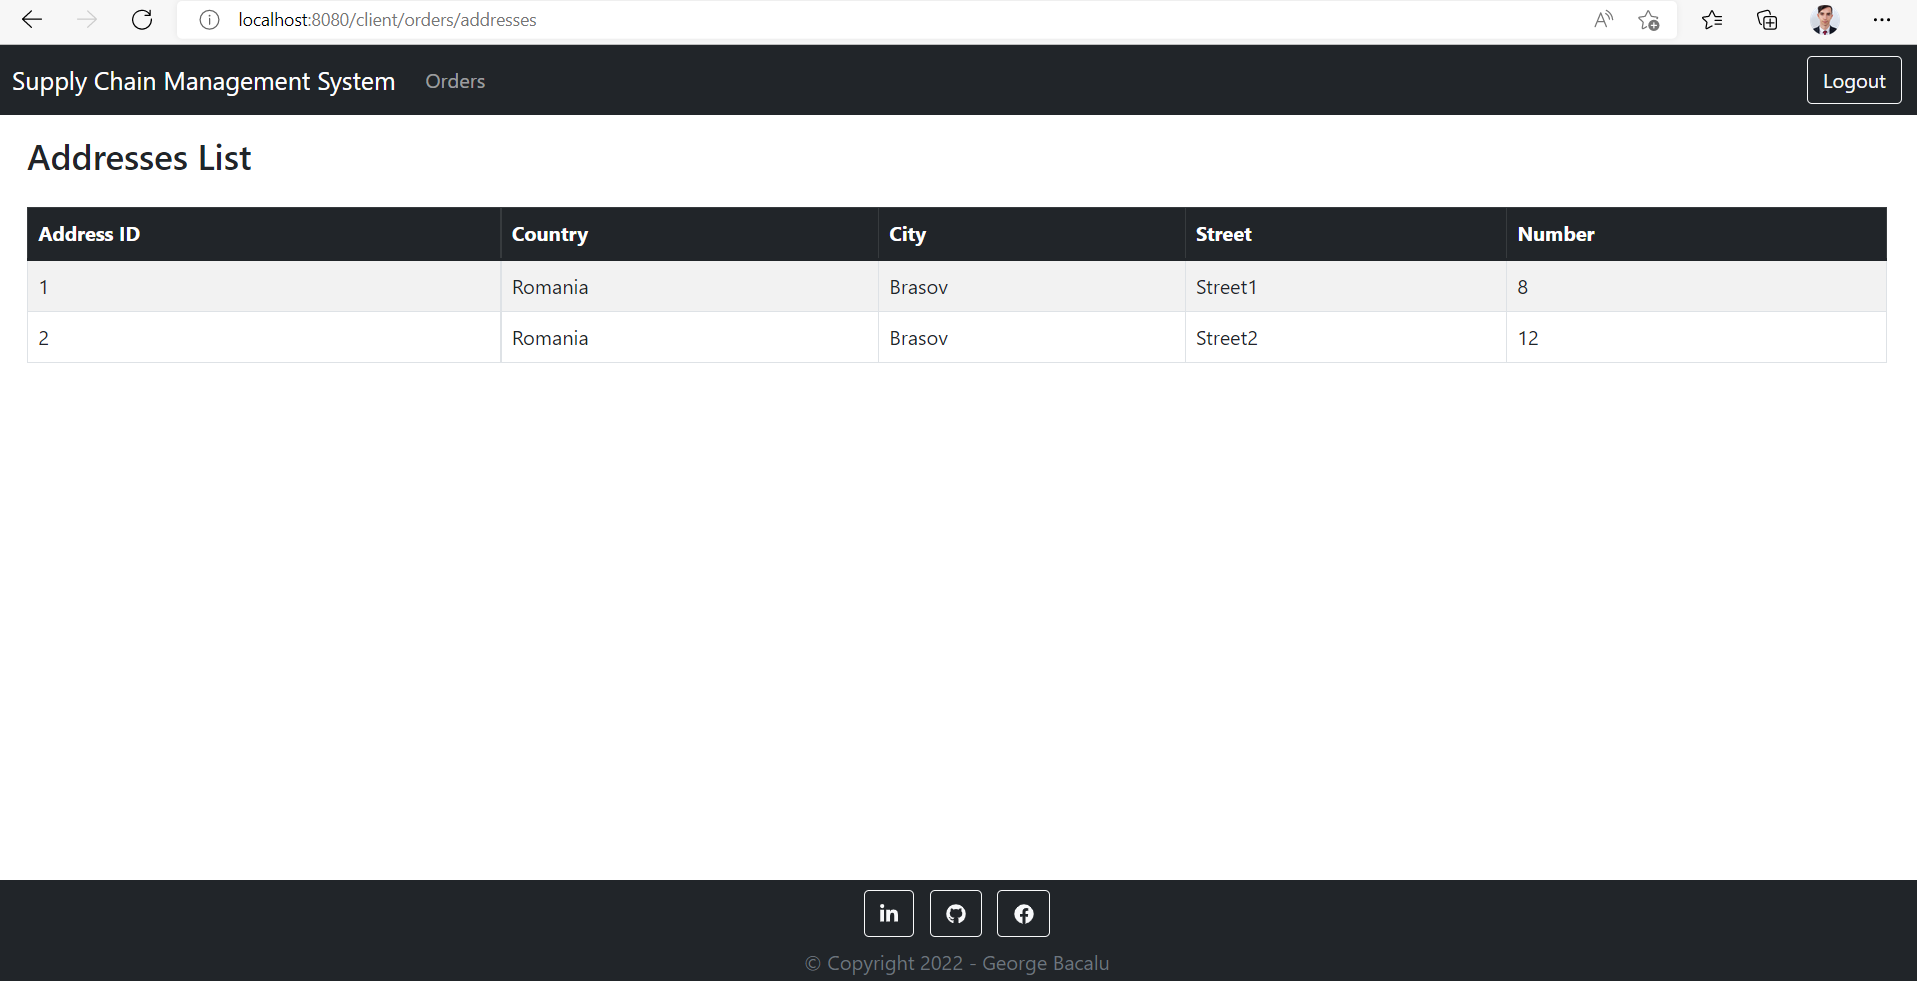 localhost:8080/client/orders/addresses
Supply Chain Management System Orders Logout
Addresses List
Address ID Country City Street Number
1 Romania Brasov Street1 8
2 Romania Brasov Street2 12
in
© Copyright 2022 - George Bacalu